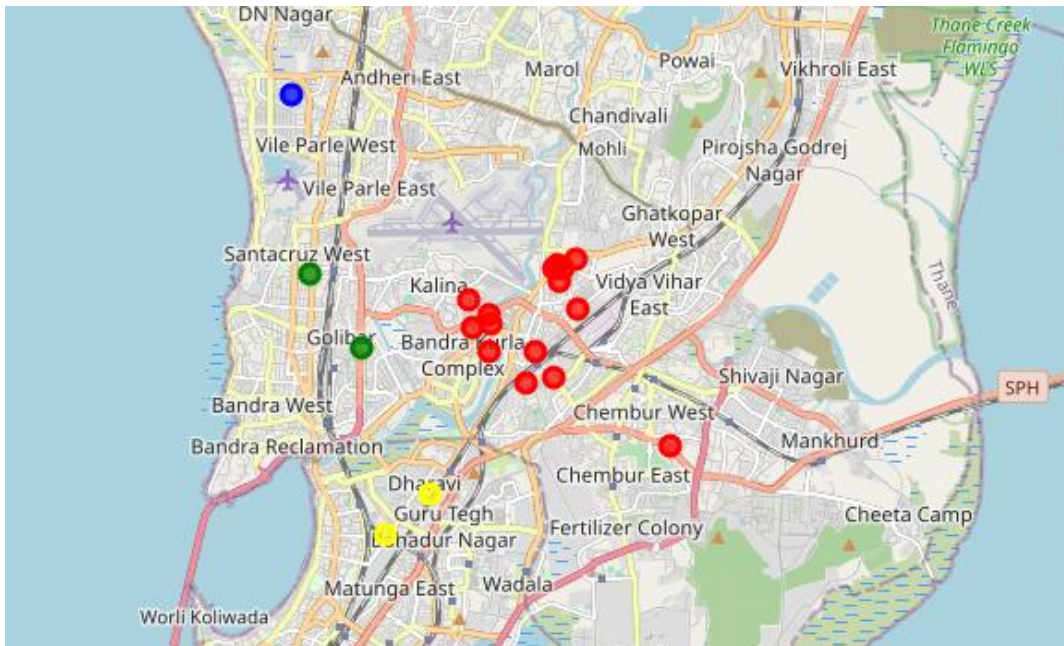 DN Nagar
Thane Creek
Flamingo
WLS
Andheri East
Marol
Powai
Vikhroli East
Chandivali
Vile Parle West
Mohli
Pirojsha Godrej
Nagar
Vile Parle East
Ghatkopar
West
Santacruz West
Kalina
Vidya Vihar
East
Thane
Golibar
Bandra Kurla
Complex
Shivaji Nagar
SPH
Bandra West
Chembur West
Bandra Reclamation
Mankhurd
Chembur East
Dharavi
Guru Tegh
Bahadur Nagar
Fertilizer Colony
Cheeta Camp
Matunga East
Wadala
Worli Koliwada